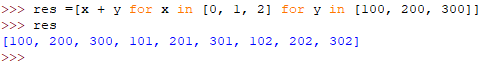 >>> res =[x + y for x in [0, 1, 2] for y in [100, 200, 300]]
>>> res
[100, 200, 300, 101, 201, 301, 102, 202, 302]
>>>